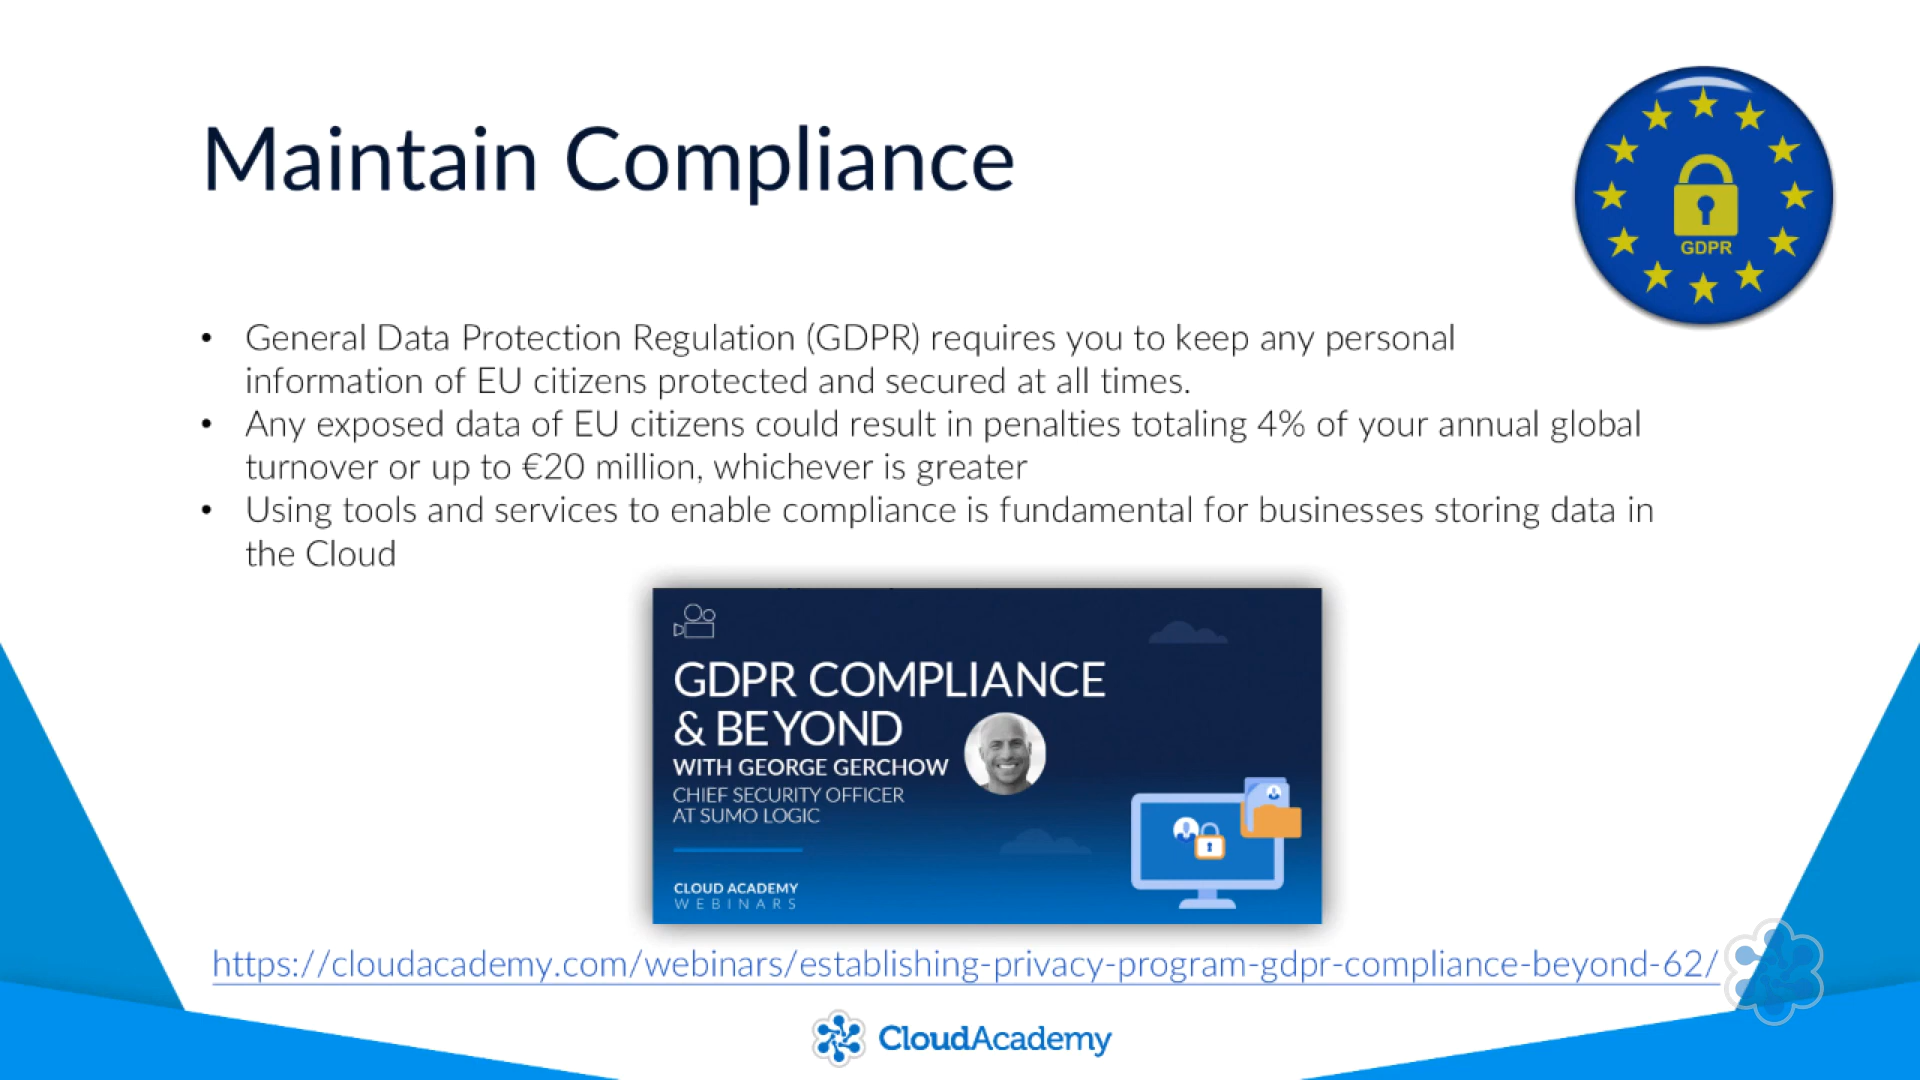 Maintain Compliance
GDPR
• General Data Protection Regulation (GDPR) requires you to keep any personal
information of EU citizens protected and secured at all times.
• Any exposed data of EU citizens could result in penalties totaling 4% of your annual global
turnover or up to €20 million, whichever is greater
• Using tools and services to enable compliance is fundamental for businesses storing data in
the Cloud
GDPR COMPLIANCE
& BEYOND
WITH GEORGE GERCHOW
CHIEF SECURITY OFFICER
AT SUMO LOGIC
CLOUD ACADEMY
WEBINARS
https://cloudacademy.com/webinars/establishing-privacy-program-gdpr-compliance-beyond-62/
CloudAcademy